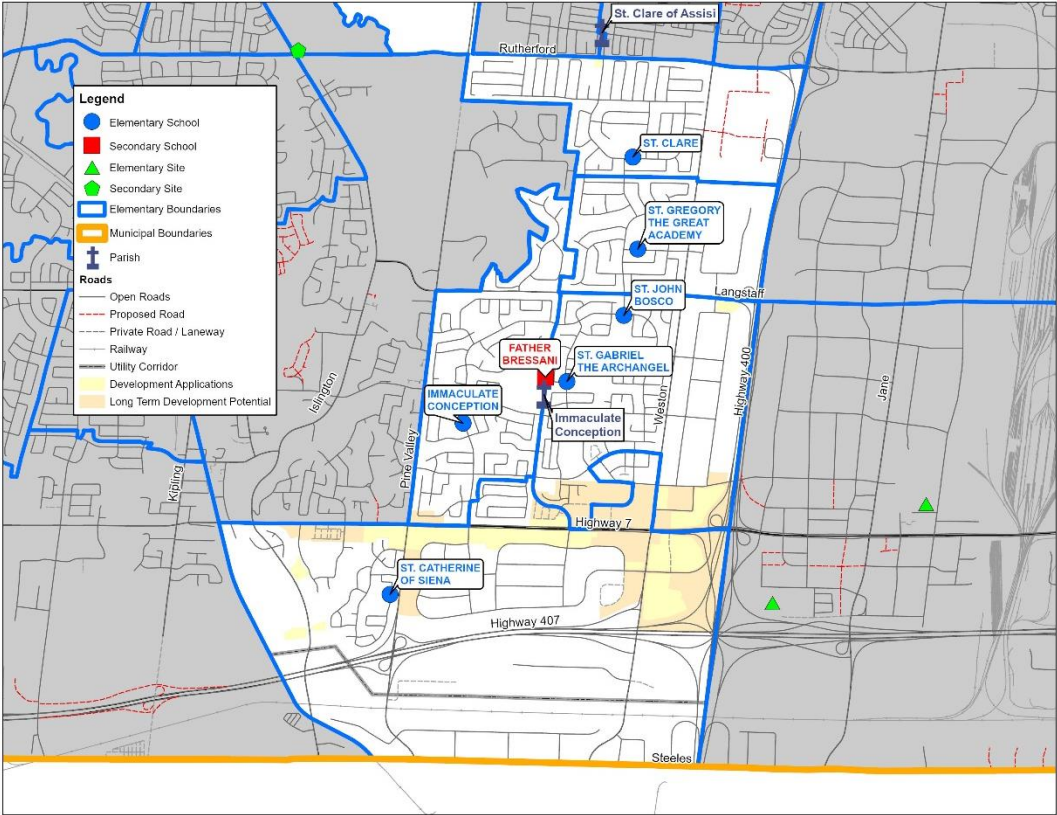 St. Clare of Assisi
Rutherford
Legend
Elementary School
Secondary School
Elementary Site
Secondary Site
Elementary Boundaries
Municipal Boundaries
Parish
Roads
Open Roads
Proposed Road
Private Road / Laneway
Railway
Utility Corridor
Development Applications
Long Term Development Potential
ST. CLARE
ST. GREGORY
THE GREAT
ACADEMY
Langstaff
ST. JOHN
BOSCO
FATHER
BRESSANI
ST. GABRIEL
THE ARCHANGEL
IMMACULATE
CONCEPTION
Immaculate
Conception
Islington
Pine Valley
Weston
Highway 400
Jane
Kipling
Highway 7
ST. CATHERINE
OF SIENA
Highway 407
Steeles